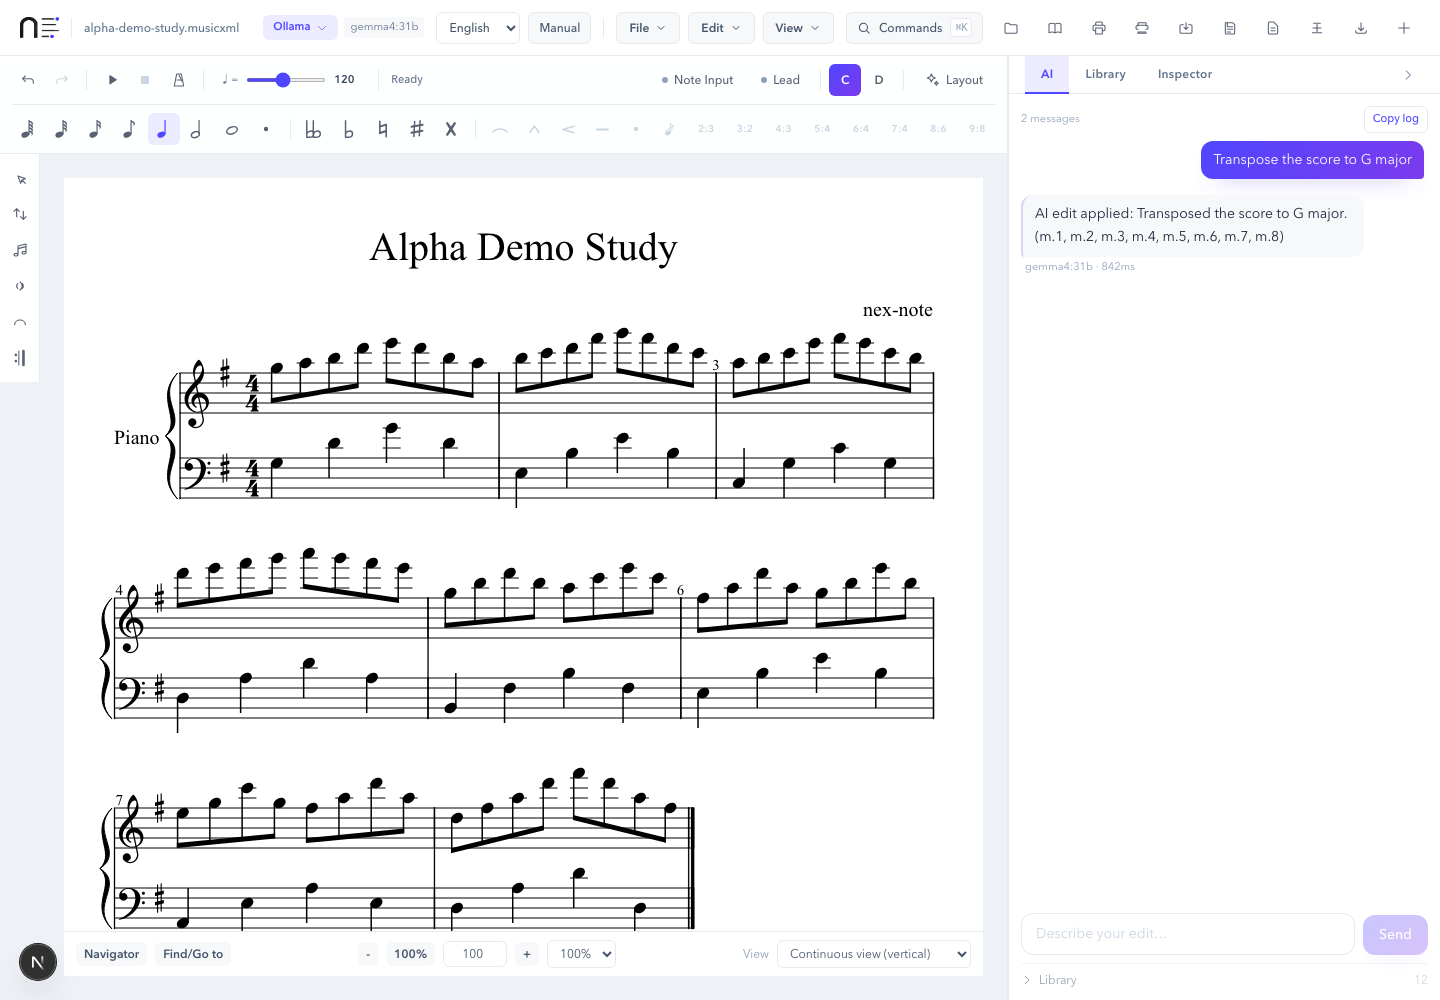 alpha-demo-study.musicxml
Ollama
gemma4:31b
English
Manual
File
Edit
View
Commands
⌘K
♩ =
120
Ready
Note Input
Lead
C
D
Layout
2:3
3:2
4:3
5:4
6:4
7:4
8:6
9:8
AI
Library
Inspector
2 messages
Copy log
Transpose the score to G major
AI edit applied: Transposed the score to G major.
(m.1, m.2, m.3, m.4, m.5, m.6, m.7, m.8)
gemma4:31b · 842ms
Alpha Demo Study
nex-note
3
Piano
4
4
4
4
4
6
7
Navigator
Find/Go to
-
100%
100
+
100%
View
Continuous view (vertical)
N
Describe your edit...
Send
Library
12